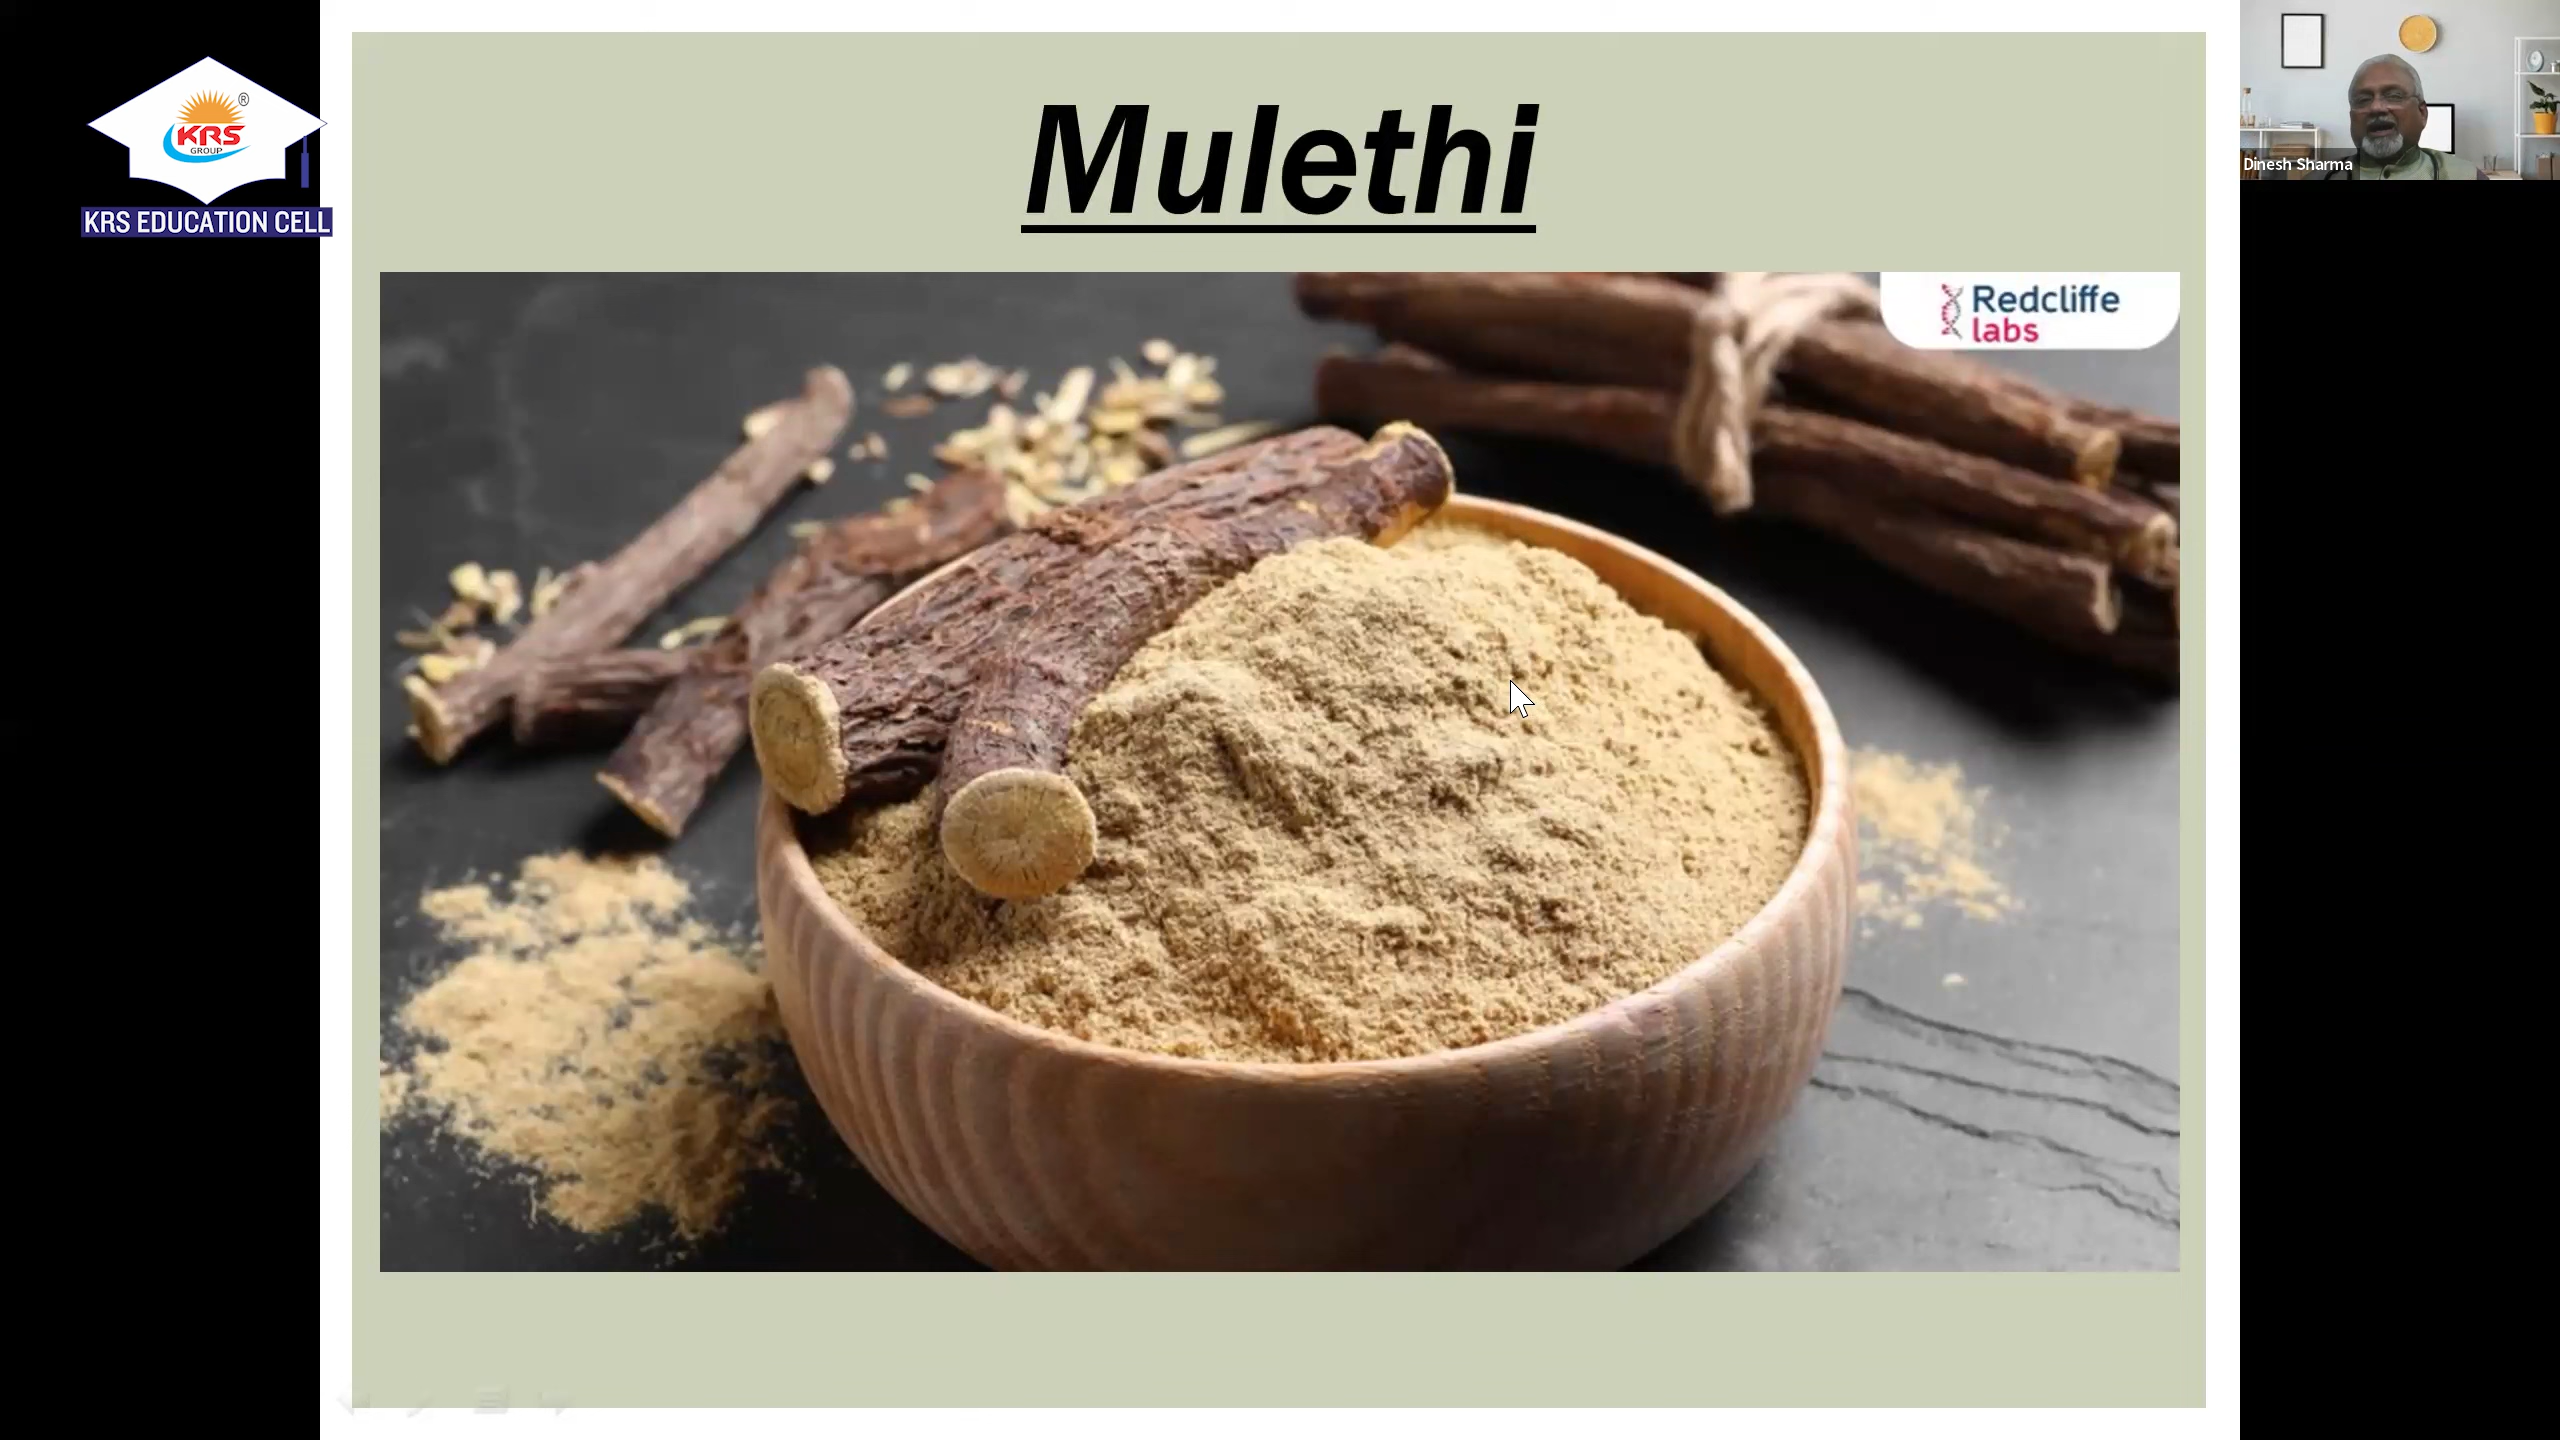 KRS
®
GROUP
KRS EDUCATION CELL
Mulethi
Redcliffe
labs
Dinesh Sharma